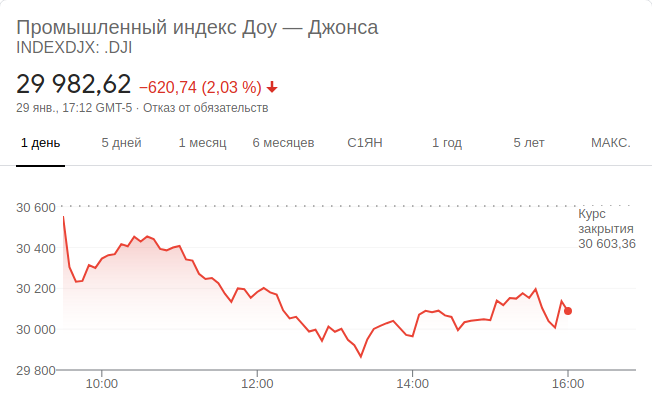 Промышленный индекс Доу — Джонса
INDEXDJX: .DJI
29 982,62 −620,74 (2,03 %) ↓
29 янв., 17:12 GMT-5 · Отказ от обязательств
1 день 5 дней 1 месяц 6 месяцев С1ЯН 1 год 5 лет МАКС.
30 600
Курс
закрытия
30 603,36
30 400
30 200
30 000
29 800
10:00 12:00 14:00 16:00